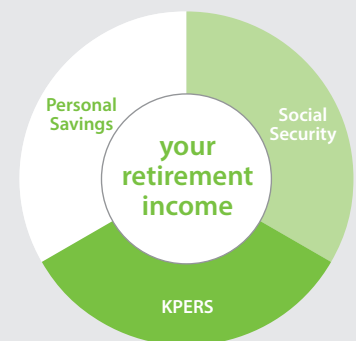 Personal
Savings
Social
Security
your
retirement
income
KPERS